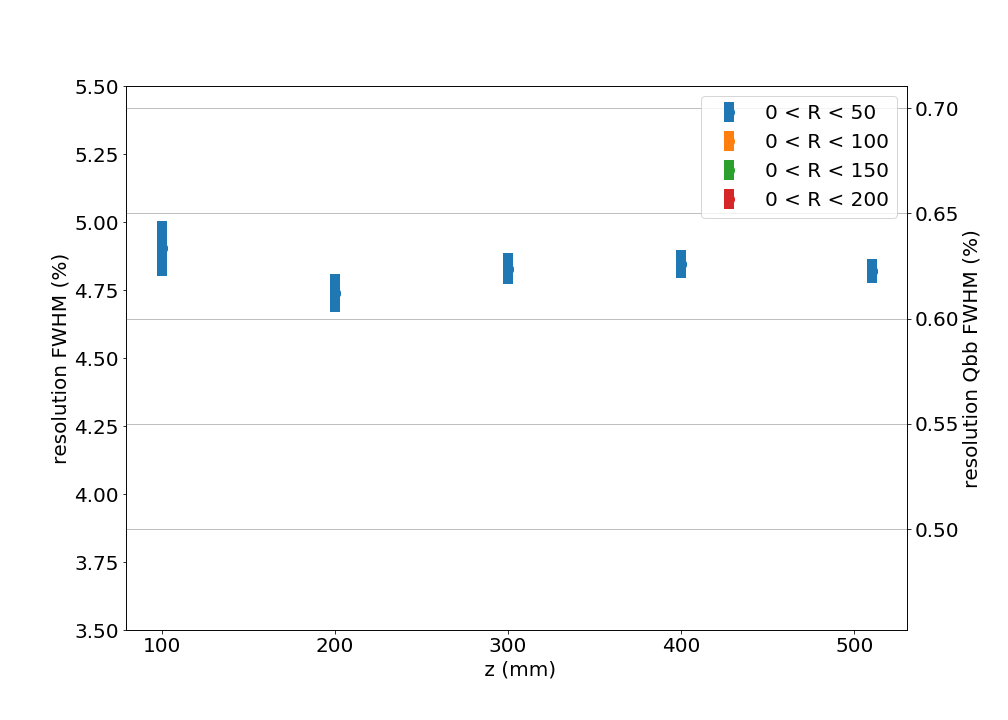 5.50
5.25
5.00
4.75
4.50
4.25
4.00
3.75
3.50
resolution FWHM (%)
0 < R < 50
0 < R < 100
0 < R < 150
0 < R < 200
0.70
0.65
0.60
0.55
0.50
resolution Qbb FWHM (%)
100 200 300 400 500
z (mm)